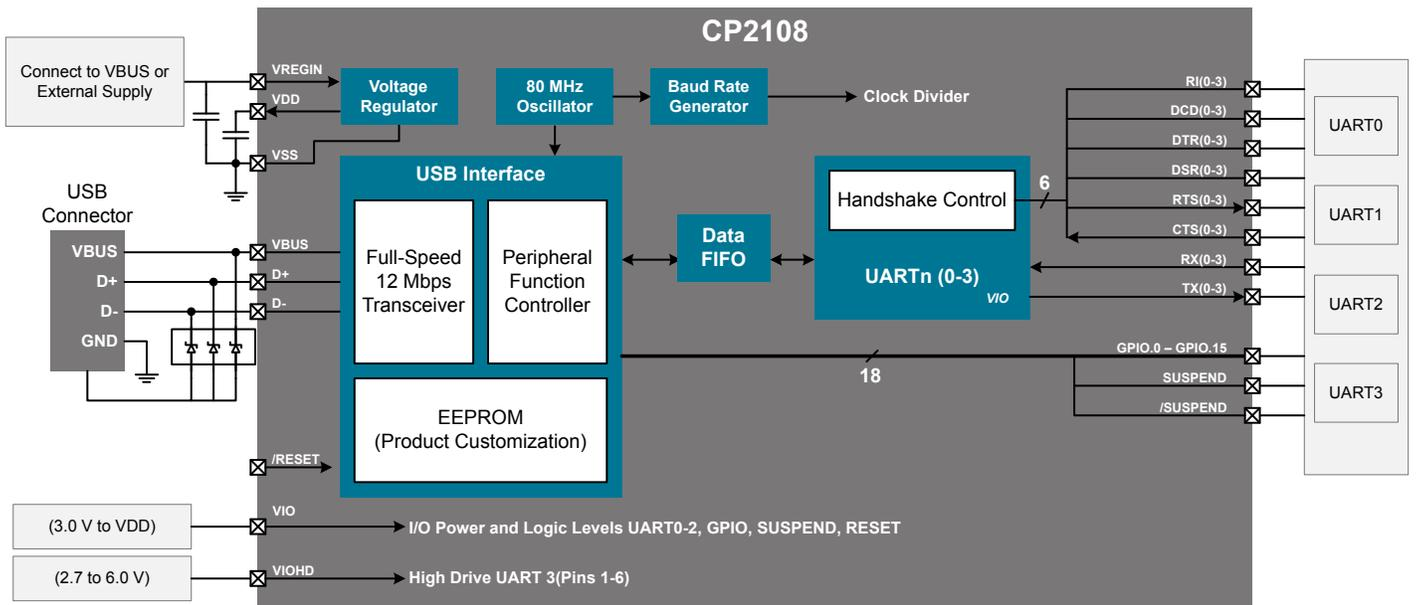 CP2108
Connect to VBUS or
External Supply
VREGIN
VDD
VSS
Voltage
Regulator
80 MHz
Oscillator
Baud Rate
Generator
Clock Divider
USB
Connector
VBUS
D+
D-
GND
VBUS
D+
D-
USB Interface
Full-Speed
12 Mbps
Transceiver
Peripheral
Function
Controller
EEPROM
(Product Customization)
/RESET
Data
FIFO
Handshake Control
UARTn (0-3)
VIO
6
18
RI(0-3)
DCD(0-3)
DTR(0-3)
DSR(0-3)
RTS(0-3)
CTS(0-3)
RX(0-3)
TX(0-3)
GPIO.0 – GPIO.15
SUSPEND
/SUSPEND
UART0
UART1
UART2
UART3
(3.0 V to VDD)
VIO
I/O Power and Logic Levels UART0-2, GPIO, SUSPEND, RESET
(2.7 to 6.0 V)
VIOHD
High Drive UART 3(Pins 1-6)